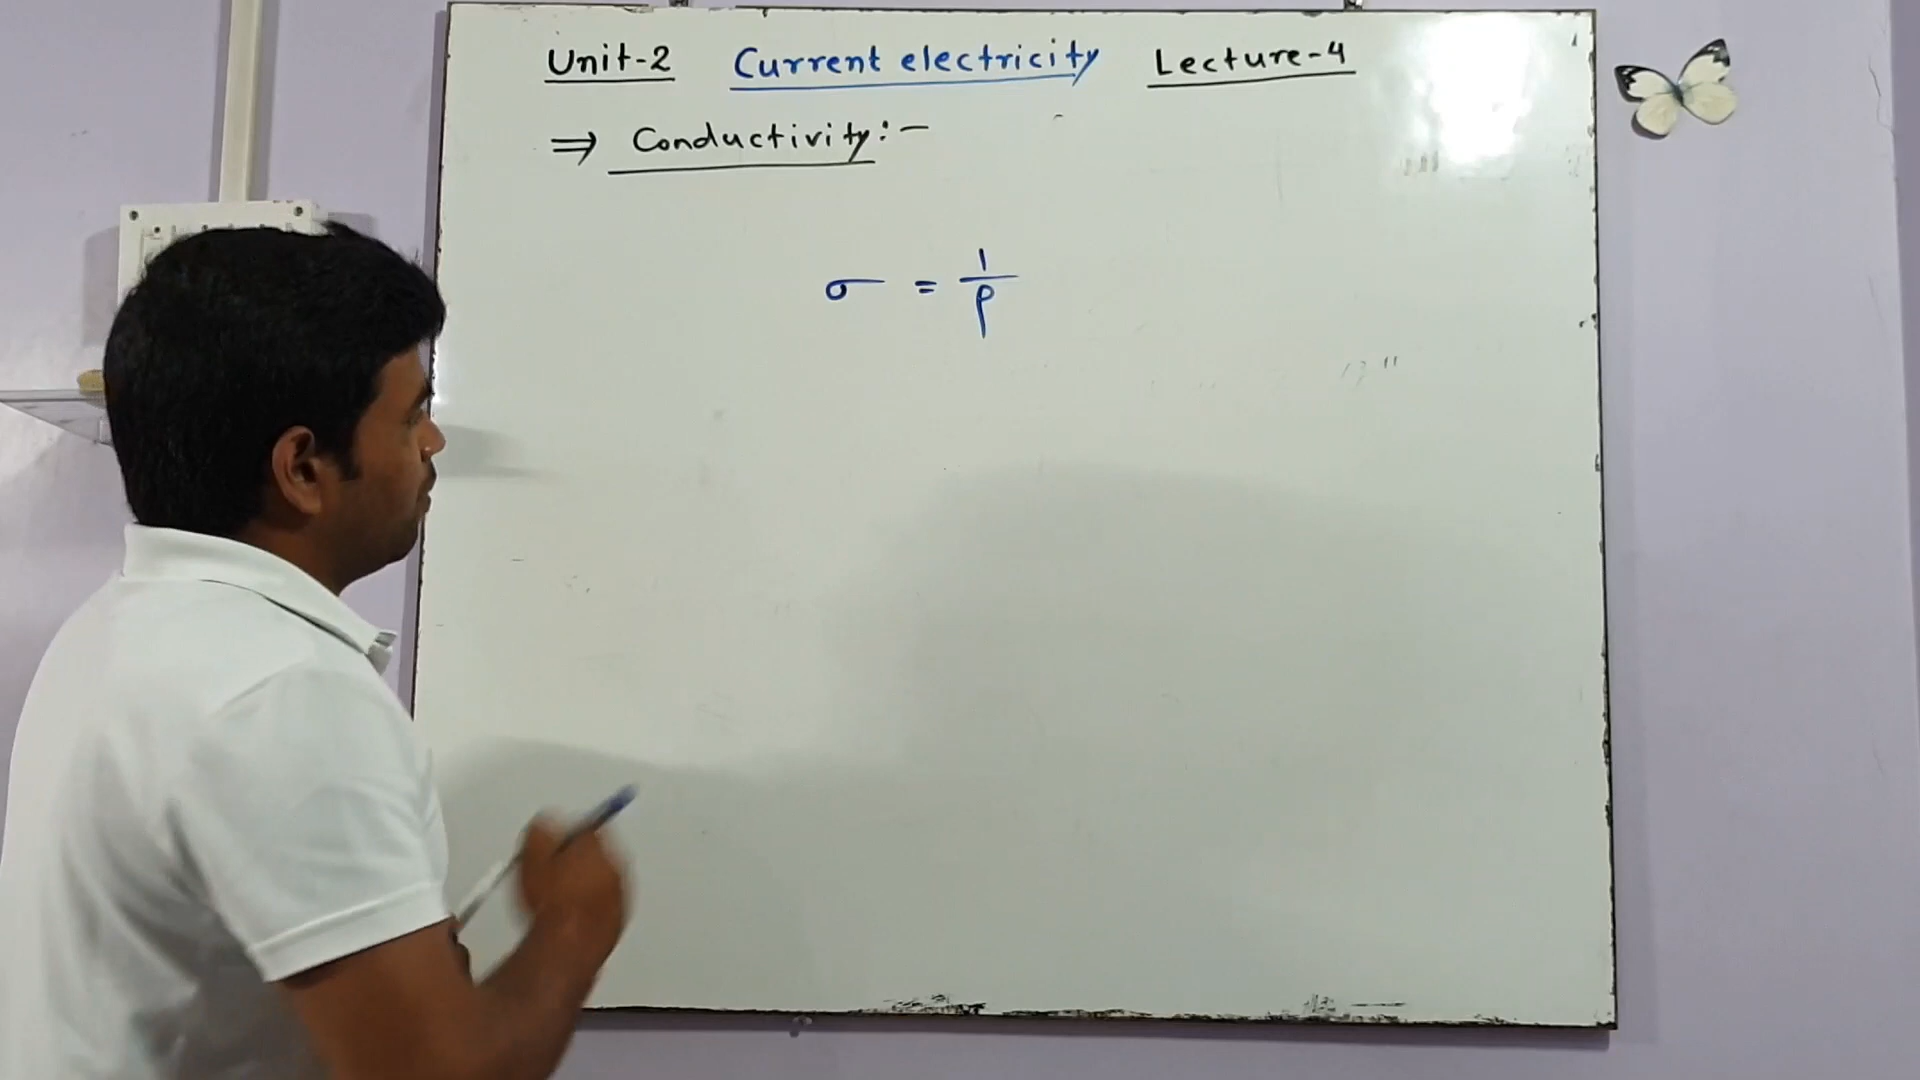 Unit-2 Current electricity Lecture-4
⇒ Conductivity:-
σ = 1/ρ